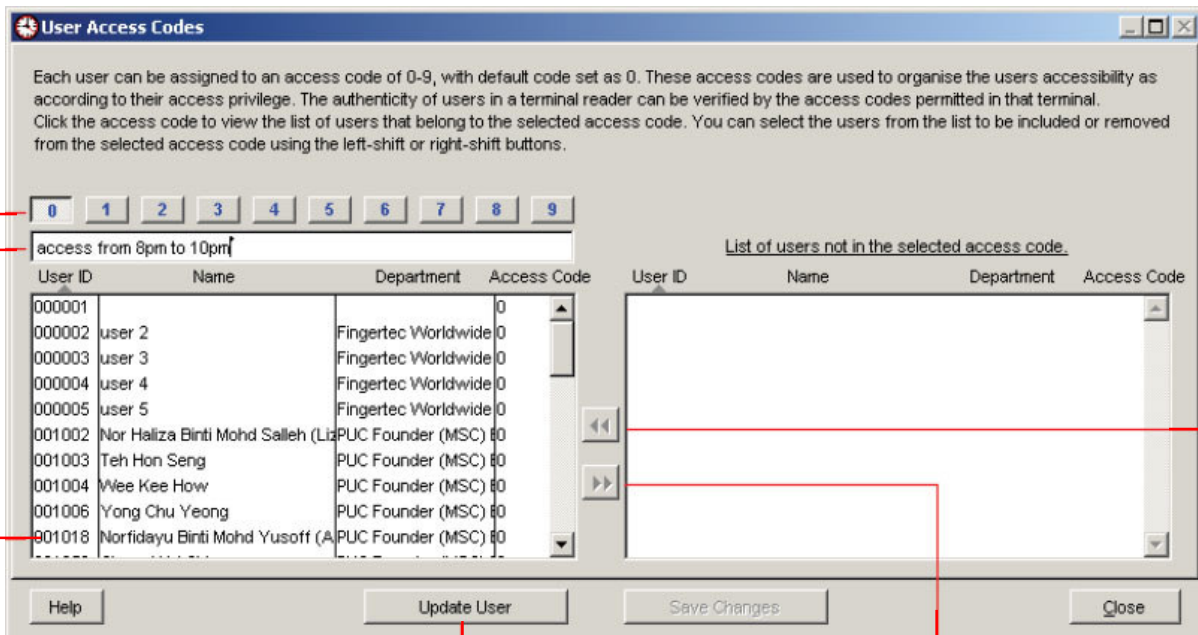 User Access Codes
Each user can be assigned to an access code of 0-9, with default code set as 0. These access codes are used to organise the users accessibility as
according to their access privilege. The authenticity of users in a terminal reader can be verified by the access codes permitted in that terminal.
Click the access code to view the list of users that belong to the selected access code. You can select the users from the list to be included or removed
from the selected access code using the left-shift or right-shift buttons.
0 1 2 3 4 5 6 7 8 9
access from 8pm to 10pm
List of users not in the selected access code.
User ID Name Department Access Code
User ID Name Department Access Code
000001 0
000002 user 2 Fingertec Worldwide 0
000003 user 3 Fingertec Worldwide 0
000004 user 4 Fingertec Worldwide 0
000005 user 5 Fingertec Worldwide 0
001002 Nor Haliza Binti Mohd Salleh (Liz PUC Founder (MSC) 0
001003 Teh Hon Seng PUC Founder (MSC) 0
001004 Wee Kee How PUC Founder (MSC) 0
001006 Yong Chu Yeong PUC Founder (MSC) 0
001018 Norfidayu Binti Mohd Yusoff (A PUC Founder (MSC) 0
Help Update User Save Changes Close